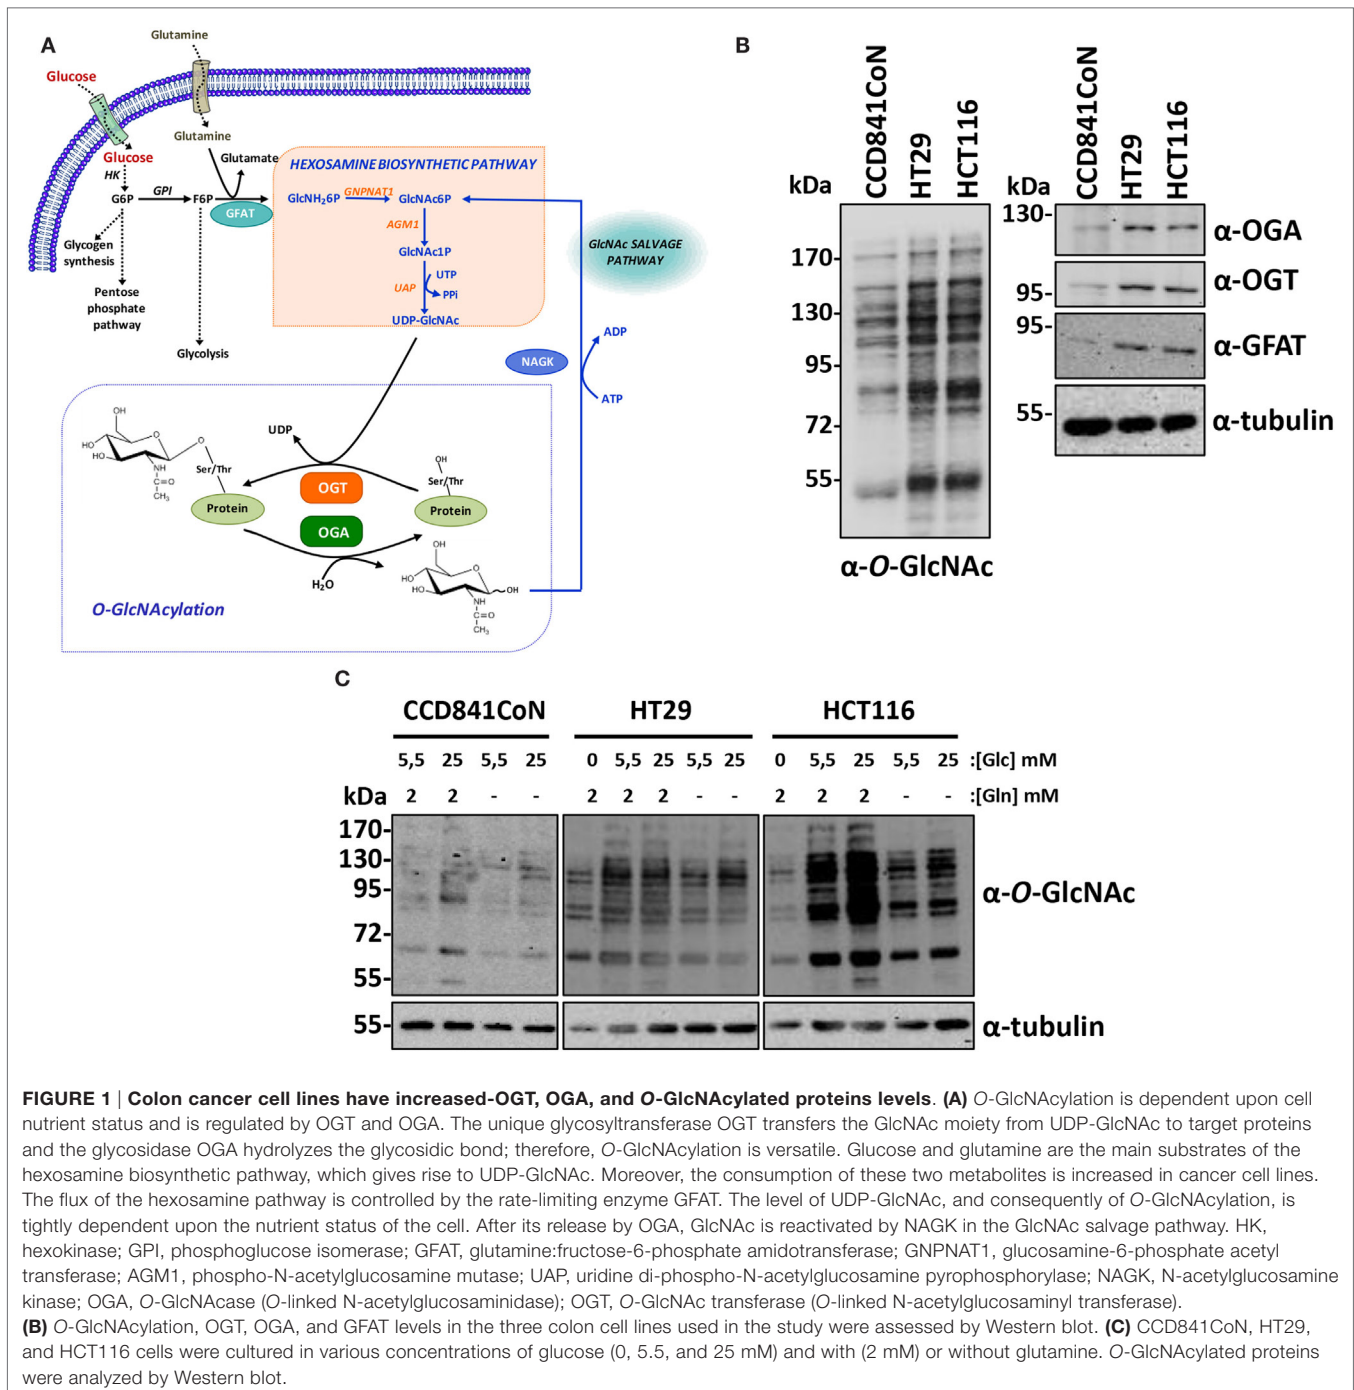 A
Glutamine
Glucose
Glutamine
Glucose
Glutamate
HK
GPI
G6P
F6P
GFAT
Glycogen
synthesis
Pentose
phosphate
pathway
Glycolysis
HEXOSAMINE BIOSYNTHETIC PATHWAY
GlcNH26P
GNPNAT1
GlcNAc6P
AGM1
GlcNAc1P
UTP
UAP
PPi
UDP-GlcNAc
GlcNAc SALVAGE
PATHWAY
ADP
NAGK
ATP
OH
O
HO
HO
O
NH
C=O
CH3
Ser/Thr
Protein
UDP
OGT
OGA
OH
Ser/Thr
Protein
H2O
OH
O
HO
HO
OH
NH
C=O
CH3
O-GlcNAcylation
B
CCD841CoN
HT29
HCT116
kDa
170-
130-
95-
72-
55-
α-O-GlcNAc
CCD841CoN
HT29
HCT116
kDa
130-
α-OGA
95-
α-OGT
95-
α-GFAT
55-
α-tubulin
C
CCD841CoN HT29 HCT116
5,5 25 5,5 25 0 5,5 25 5,5 25 0 5,5 25 5,5 25 :[Glc] mM
kDa 2 2 - - 2 2 2 - - 2 2 2 - - :[Gln] mM
170-
130-
95-
72-
55-
α-O-GlcNAc
55-
α-tubulin
FIGURE 1 | Colon cancer cell lines have increased-OGT, OGA, and O-GlcNAcylated proteins levels. (A) O-GlcNAcylation is dependent upon cell
nutrient status and is regulated by OGT and OGA. The unique glycosyltransferase OGT transfers the GlcNAc moiety from UDP-GlcNAc to target proteins
and the glycosidase OGA hydrolyzes the glycosidic bond; therefore, O-GlcNAcylation is versatile. Glucose and glutamine are the main substrates of the
hexosamine biosynthetic pathway, which gives rise to UDP-GlcNAc. Moreover, the consumption of these two metabolites is increased in cancer cell lines.
The flux of the hexosamine pathway is controlled by the rate-limiting enzyme GFAT. The level of UDP-GlcNAc, and consequently of O-GlcNAcylation, is
tightly dependent upon the nutrient status of the cell. After its release by OGA, GlcNAc is reactivated by NAGK in the GlcNAc salvage pathway. HK,
hexokinase; GPI, phosphoglucose isomerase; GFAT, glutamine:fructose-6-phosphate amidotransferase; GNPNAT1, glucosamine-6-phosphate acetyl
transferase; AGM1, phospho-N-acetylglucosamine mutase; UAP, uridine di-phospho-N-acetylglucosamine pyrophosphorylase; NAGK, N-acetylglucosamine
kinase; OGA, O-GlcNAcase (O-linked N-acetylglucosaminidase); OGT, O-GlcNAc transferase (O-linked N-acetylglucosaminyl transferase).
(B) O-GlcNAcylation, OGT, OGA, and GFAT levels in the three colon cell lines used in the study were assessed by Western blot. (C) CCD841CoN, HT29,
and HCT116 cells were cultured in various concentrations of glucose (0, 5.5, and 25 mM) and with (2 mM) or without glutamine. O-GlcNAcylated proteins
were analyzed by Western blot.